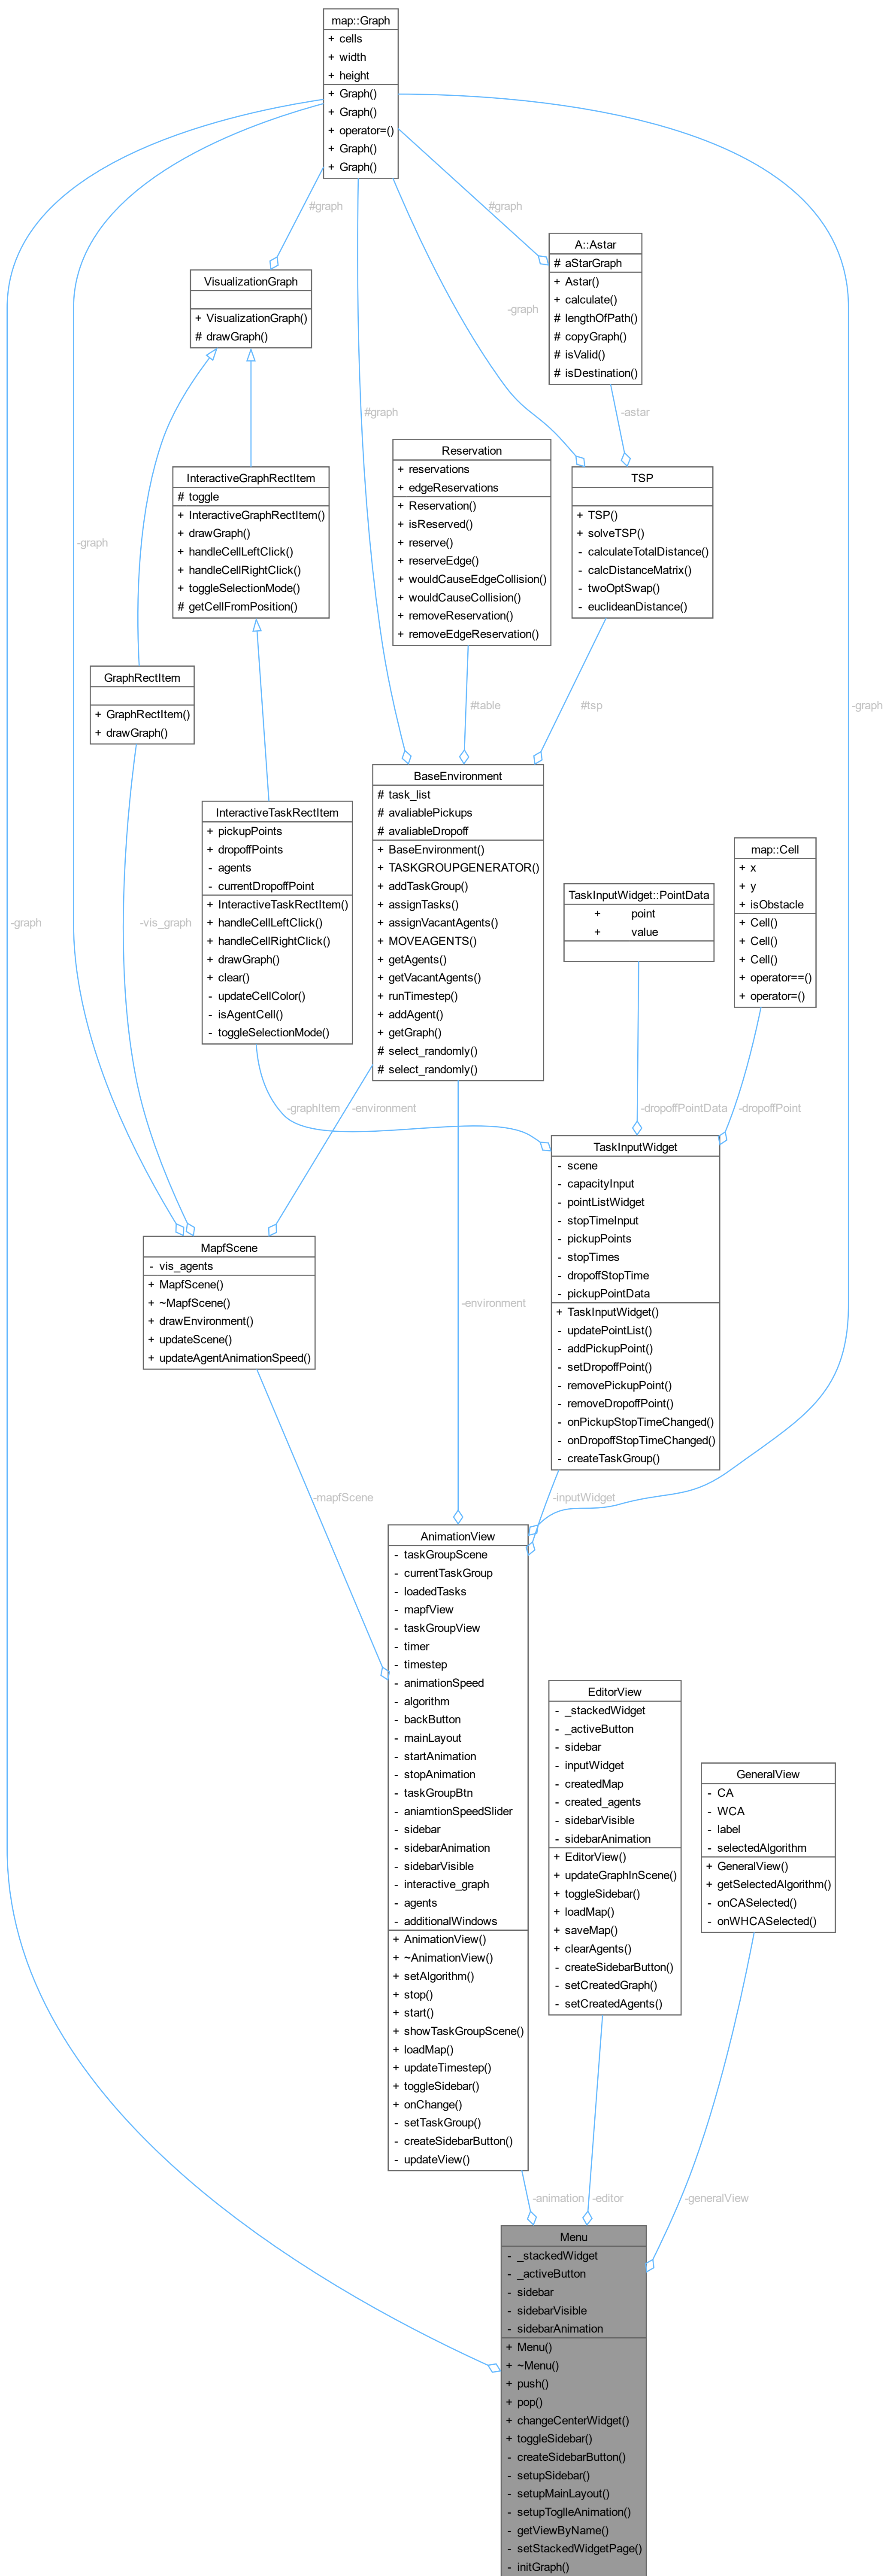 map::Graph
+ cells
+ width
+ height
+ Graph()
+ Graph()
+ operator=()
+ Graph()
+ Graph()
#graph
#graph
A::Astar
# aStarGraph
+ Astar()
+ calculate()
# lengthOfPath()
# copyGraph()
# isValid()
# isDestination()
VisualizationGraph
+ VisualizationGraph()
# drawGraph()
-graph
#graph
-astar
Reservation
+ reservations
+ edgeReservations
+ Reservation()
+ isReserved()
+ reserve()
+ reserveEdge()
+ wouldCauseEdgeCollision()
+ wouldCauseCollision()
+ removeReservation()
+ removeEdgeReservation()
InteractiveGraphRectItem
# toggle
+ InteractiveGraphRectItem()
+ drawGraph()
+ handleCellLeftClick()
+ handleCellRightClick()
+ toggleSelectionMode()
# getCellFromPosition()
TSP
+ TSP()
+ solveTSP()
- calculateTotalDistance()
- calcDistanceMatrix()
- twoOptSwap()
- euclideanDistance()
-graph
GraphRectItem
+ GraphRectItem()
+ drawGraph()
#table
#tsp
-graph
BaseEnvironment
# task_list
# avaliablePickups
# avaliableDropoff
+ BaseEnvironment()
+ TASKGROUPGENERATOR()
+ addTaskGroup()
+ assignTasks()
+ assignVacantAgents()
+ MOVEAGENTS()
+ getAgents()
+ getVacantAgents()
+ runTimestep()
+ addAgent()
+ getGraph()
# select_randomly()
# select_randomly()
InteractiveTaskRectItem
+ pickupPoints
+ dropoffPoints
- agents
- currentDropoffPoint
+ InteractiveTaskRectItem()
+ handleCellLeftClick()
+ handleCellRightClick()
+ drawGraph()
+ clear()
- updateCellColor()
- isAgentCell()
- toggleSelectionMode()
map::Cell
+ x
+ y
+ isObstacle
+ Cell()
+ Cell()
+ Cell()
+ operator==()
+ operator=()
TaskInputWidget::PointData
+ point
+ value
-graph
-vis_graph
-graphItem
-environment
-dropoffPointData
-dropoffPoint
TaskInputWidget
- scene
- capacityInput
- pointListWidget
- stopTimeInput
- pickupPoints
- stopTimes
- dropoffStopTime
- pickupPointData
+ TaskInputWidget()
- updatePointList()
- addPickupPoint()
- setDropoffPoint()
- removePickupPoint()
- removeDropoffPoint()
- onPickupStopTimeChanged()
- onDropoffStopTimeChanged()
- createTaskGroup()
MapfScene
- vis_agents
+ MapfScene()
+ ~MapfScene()
+ drawEnvironment()
+ updateScene()
+ updateAgentAnimationSpeed()
-environment
-mapfScene
-inputWidget
AnimationView
- taskGroupScene
- currentTaskGroup
- loadedTasks
- mapfView
- taskGroupView
- timer
- timestep
- animationSpeed
- algorithm
- backButton
- mainLayout
- startAnimation
- stopAnimation
- taskGroupBtn
- aniamtionSpeedSlider
- sidebar
- sidebarAnimation
- sidebarVisible
- interactive_graph
- agents
- additionalWindows
+ AnimationView()
+ ~AnimationView()
+ setAlgorithm()
+ stop()
+ start()
+ showTaskGroupScene()
+ loadMap()
+ updateTimestep()
+ toggleSidebar()
+ onChange()
- setTaskGroup()
- createSidebarButton()
- updateView()
EditorView
- _stackedWidget
- _activeButton
- sidebar
- inputWidget
- createdMap
- created_agents
- sidebarVisible
- sidebarAnimation
+ EditorView()
+ updateGraphInScene()
+ toggleSidebar()
+ loadMap()
+ saveMap()
+ clearAgents()
- createSidebarButton()
- setCreatedGraph()
- setCreatedAgents()
GeneralView
- CA
- WCA
- label
- selectedAlgorithm
+ GeneralView()
+ getSelectedAlgorithm()
- onCASelected()
- onWHCASelected()
-animation
-editor
-generalView
Menu
- _stackedWidget
- _activeButton
- sidebar
- sidebarVisible
- sidebarAnimation
+ Menu()
+ ~Menu()
+ push()
+ pop()
+ changeCenterWidget()
+ toggleSidebar()
- createSidebarButton()
- setupSidebar()
- setupMainLayout()
- setupToglleAnimation()
- getViewByName()
- setStackedWidgetPage()
- initGraph()